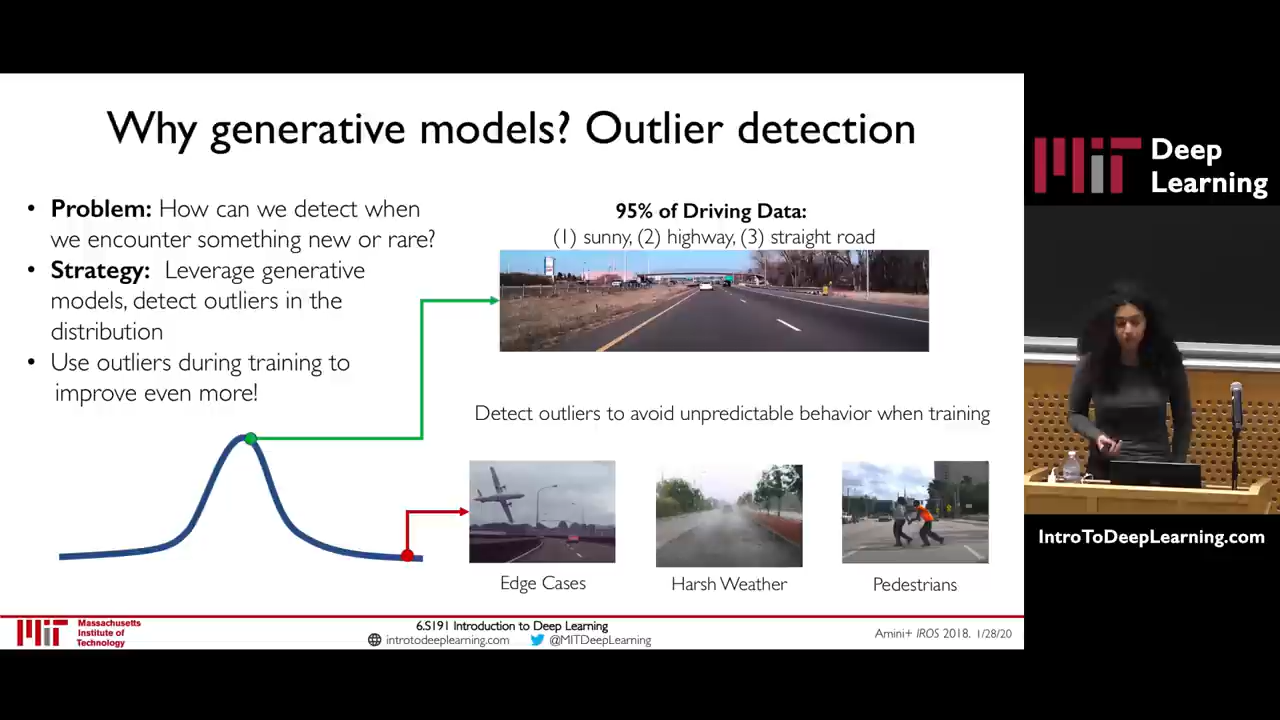 Why generative models? Outlier detection
• Problem: How can we detect when
we encounter something new or rare?
• Strategy: Leverage generative
models, detect outliers in the
distribution
• Use outliers during training to
improve even more!
95% of Driving Data:
(1) sunny, (2) highway, (3) straight road
Detect outliers to avoid unpredictable behavior when training
Edge Cases
Harsh Weather
Pedestrians
Massachusetts
Institute of
Technology
6.S191 Introduction to Deep Learning
introtodeeplearning.com @MITDeepLearning
Amini+ IROS 2018. 1/28/20
MIT Deep
Learning
IntroToDeepLearning.com